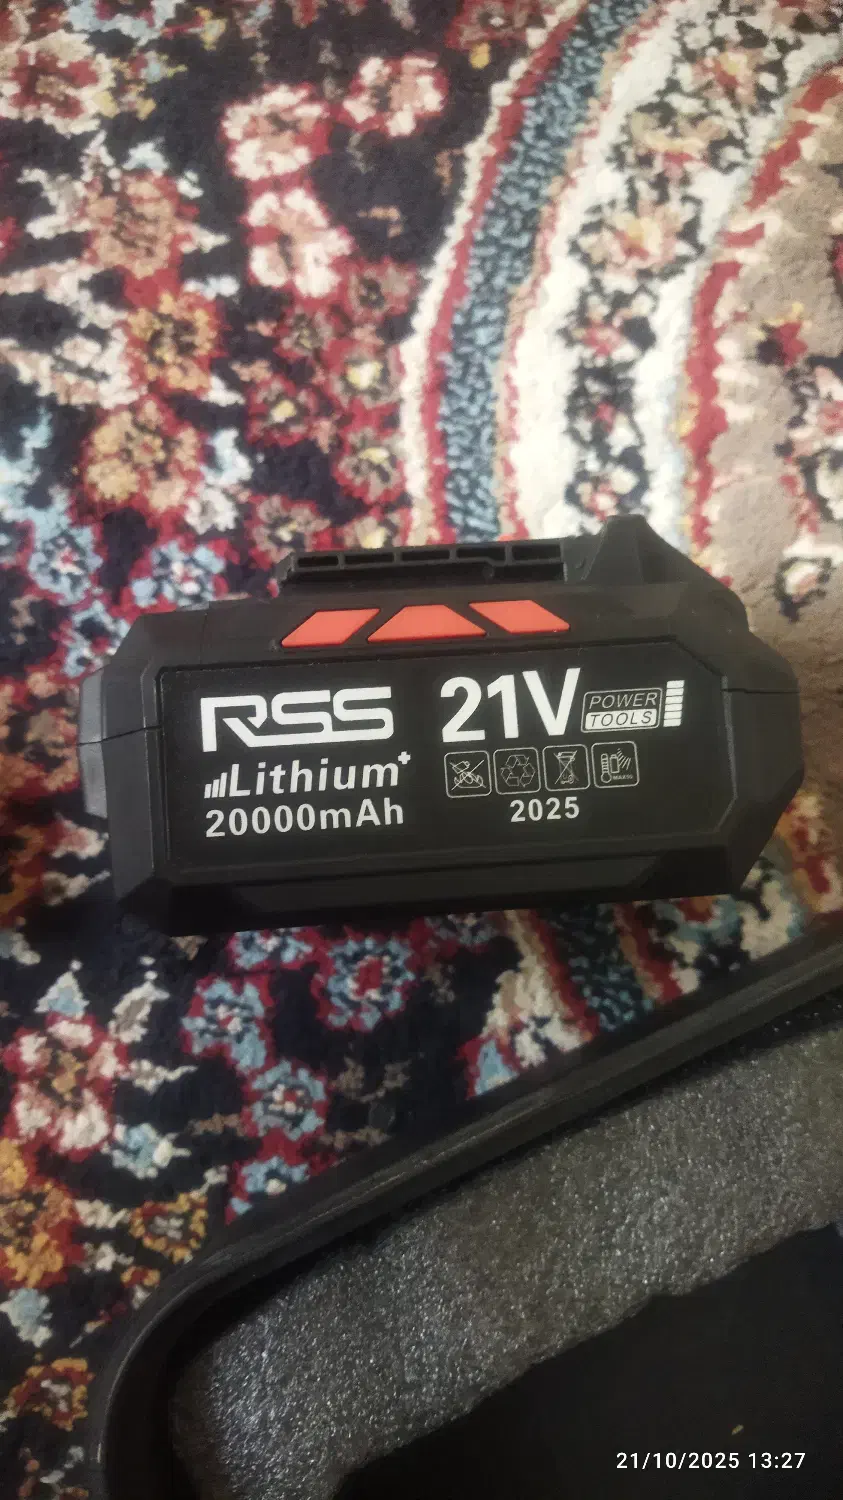 RSS
21V
POWER
TOOLS
Lithium+
20000mAh
2025
21/10/2025 13:27